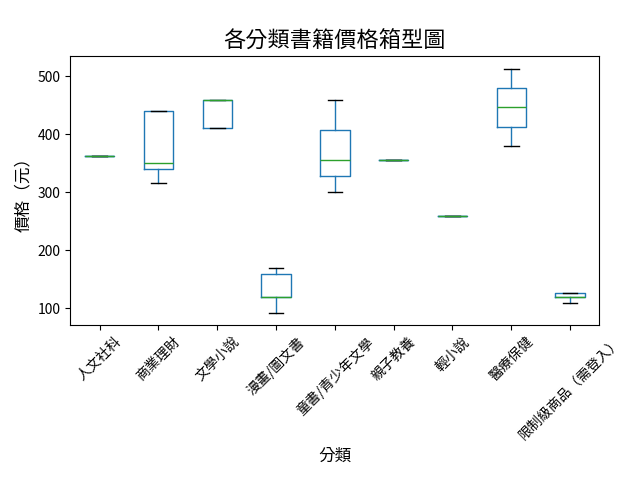 各分類書籍價格箱型圖
價格（元）
500
400
300
200
100
人文社科
商業理財
文學小說
漫畫/圖文書
童書/青少年文學
親子教養
輕小說
醫療保健
限制級商品（需登入）
分類